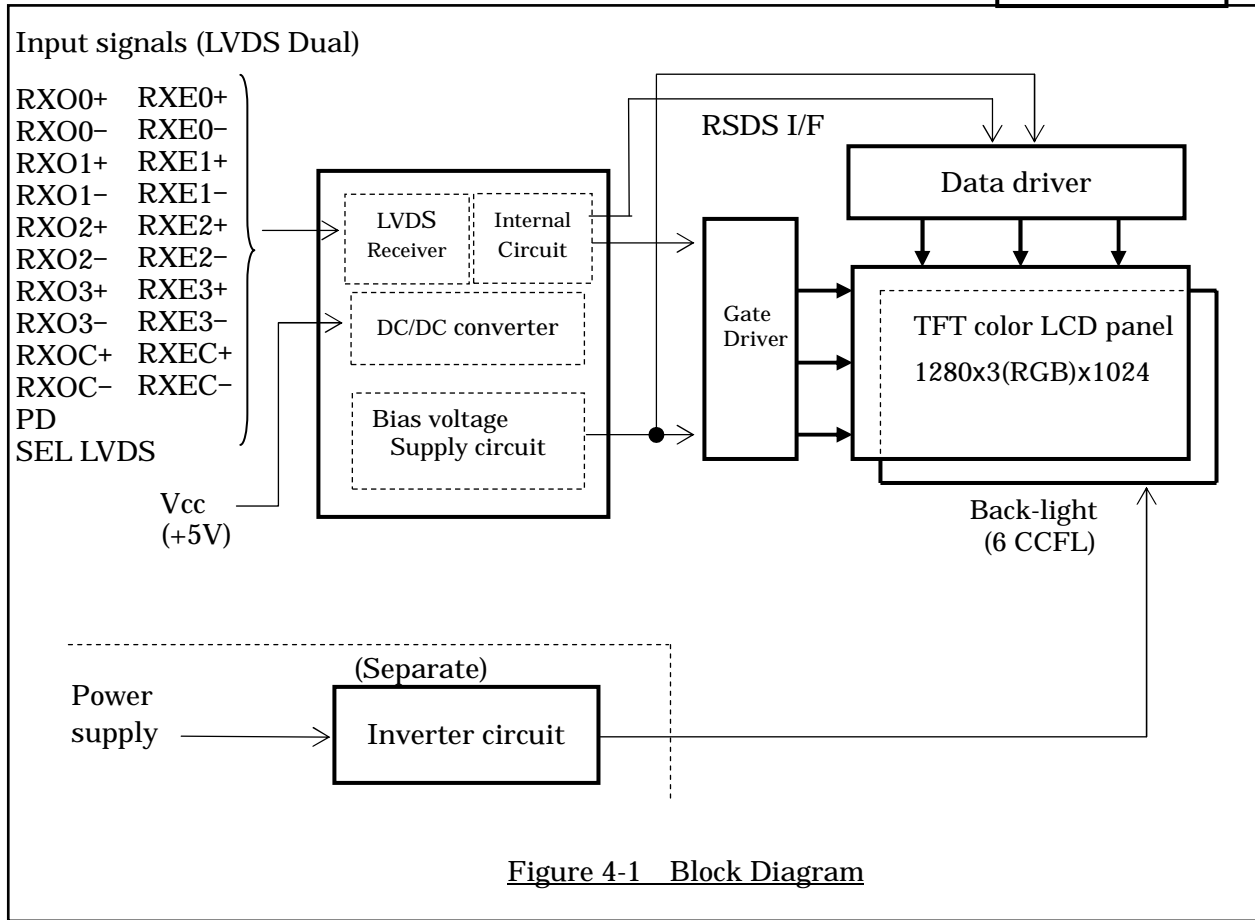 Input signals (LVDS Dual)
RXO0+ RXE0+
RXO0− RXE0−
RXO1+ RXE1+
RXO1− RXE1−
RXO2+ RXE2+
RXO2− RXE2−
RXO3+ RXE3+
RXO3− RXE3−
RXOC+ RXEC+
RXOC− RXEC−
PD
SEL LVDS
Vcc
(+5V)
LVDS
Receiver
Internal
Circuit
DC/DC converter
Bias voltage
Supply circuit
RSDS I/F
Data driver
Gate
Driver
TFT color LCD panel
1280x3(RGB)x1024
Back-light
(6 CCFL)
(Separate)
Power
supply
Inverter circuit
Figure 4-1 Block Diagram